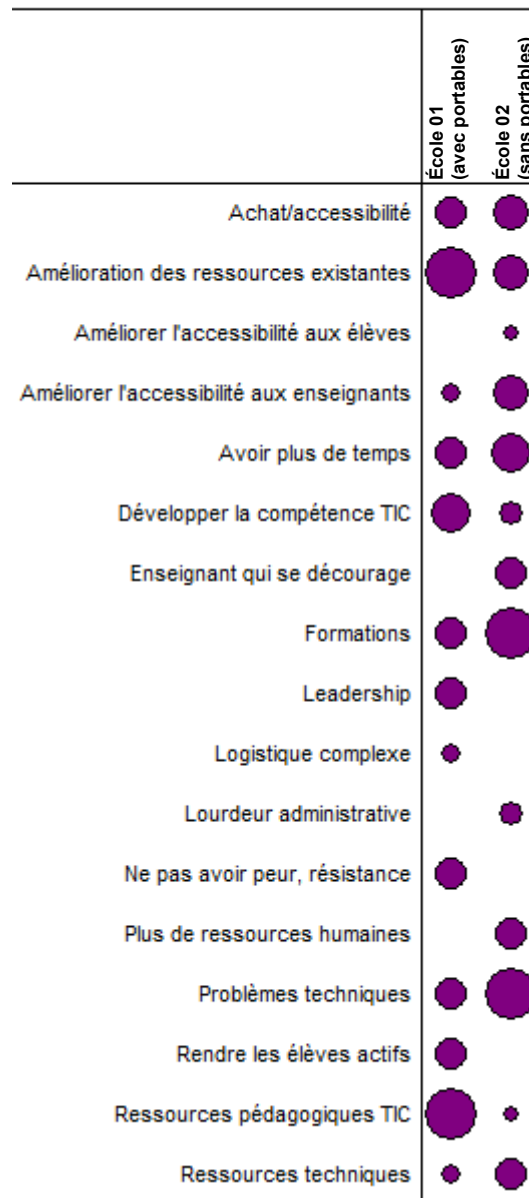 École 01
(avec portables)
École 02
(sans portables)
Achat/accessibilité
Amélioration des ressources existantes
Améliorer l'accessibilité aux élèves
Améliorer l'accessibilité aux enseignants
Avoir plus de temps
Développer la compétence TIC
Enseignant qui se décourage
Formations
Leadership
Logistique complexe
Lourdeur administrative
Ne pas avoir peur, résistance
Plus de ressources humaines
Problèmes techniques
Rendre les élèves actifs
Ressources pédagogiques TIC
Ressources techniques